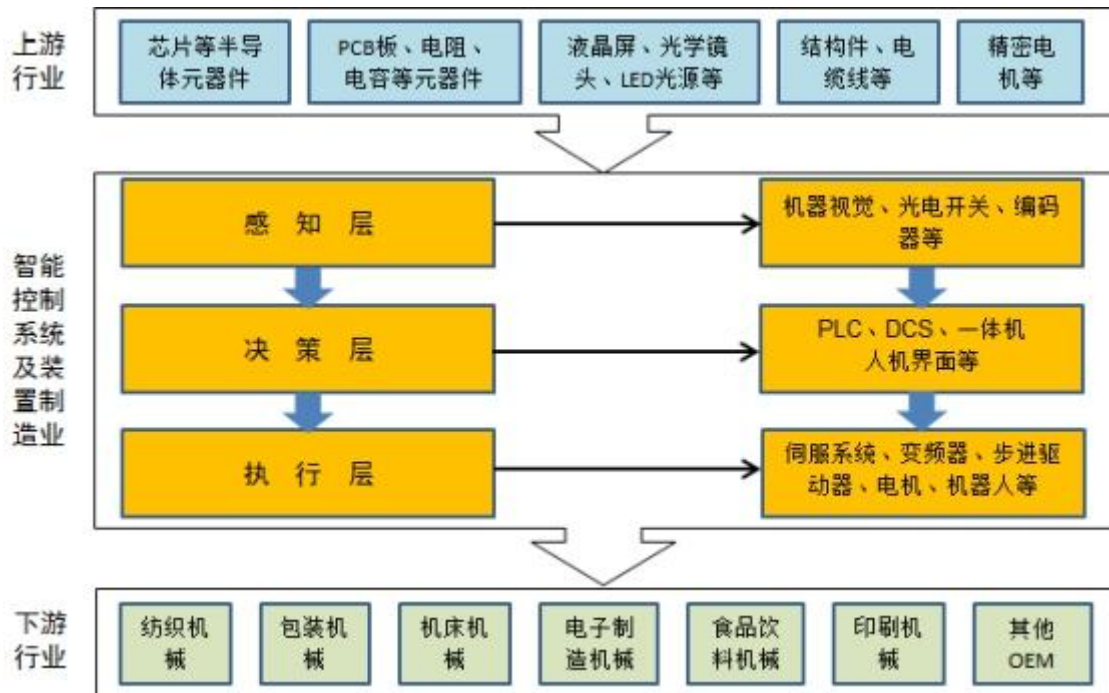 上游
行业
芯片等半导
体元器件
PCB板、电阻、
电容等元器件
液晶屏、光学镜
头、LED光源等
结构件、电
缆线等
精密电
机等
智能
控制
系统
及装
置制
造业
感 知 层
机器视觉、光电开关、编码
器等
决 策 层
PLC、DCS、一体机
人机界面等
执 行 层
伺服系统、变频器、步进驱
动器、电机、机器人等
下游
行业
纺织机
械
包装机
械
机床机
械
电子制
造机械
食品饮
料机械
印刷机
械
其他
OEM